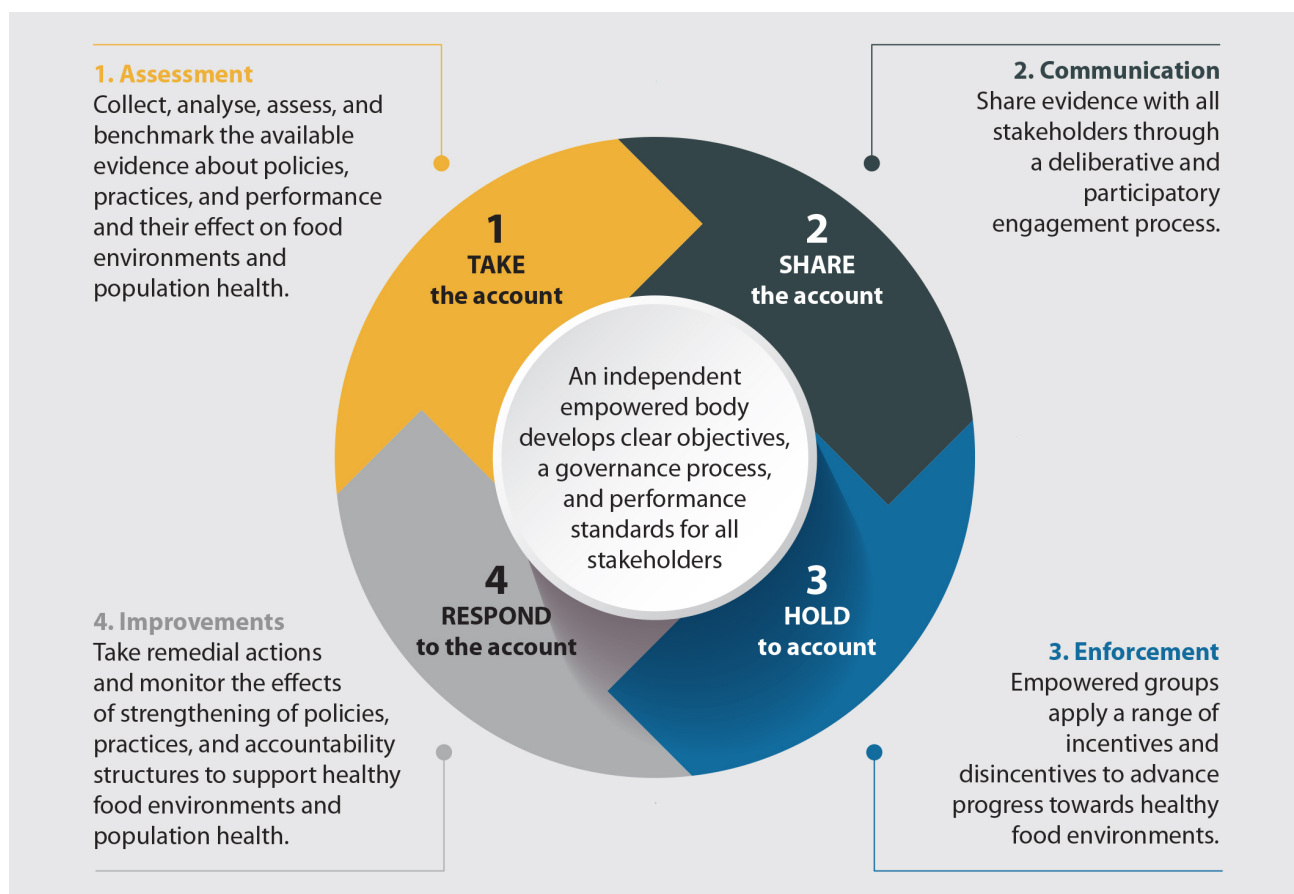 1. Assessment
Collect, analyse, assess, and
benchmark the available
evidence about policies,
practices, and performance
and their effect on food
environments and
population health.
2. Communication
Share evidence with all
stakeholders through
a deliberative and
participatory
engagement process.
1
TAKE
the account
2
SHARE
the account
An independent
empowered body
develops clear objectives,
a governance process,
and performance
standards for all
stakeholders
4
RESPOND
to the account
3
HOLD
to account
4. Improvements
Take remedial actions
and monitor the effects
of strengthening of policies,
practices, and accountability
structures to support healthy
food environments and
population health.
3. Enforcement
Empowered groups
apply a range of
incentives and
disincentives to advance
progress towards healthy
food environments.